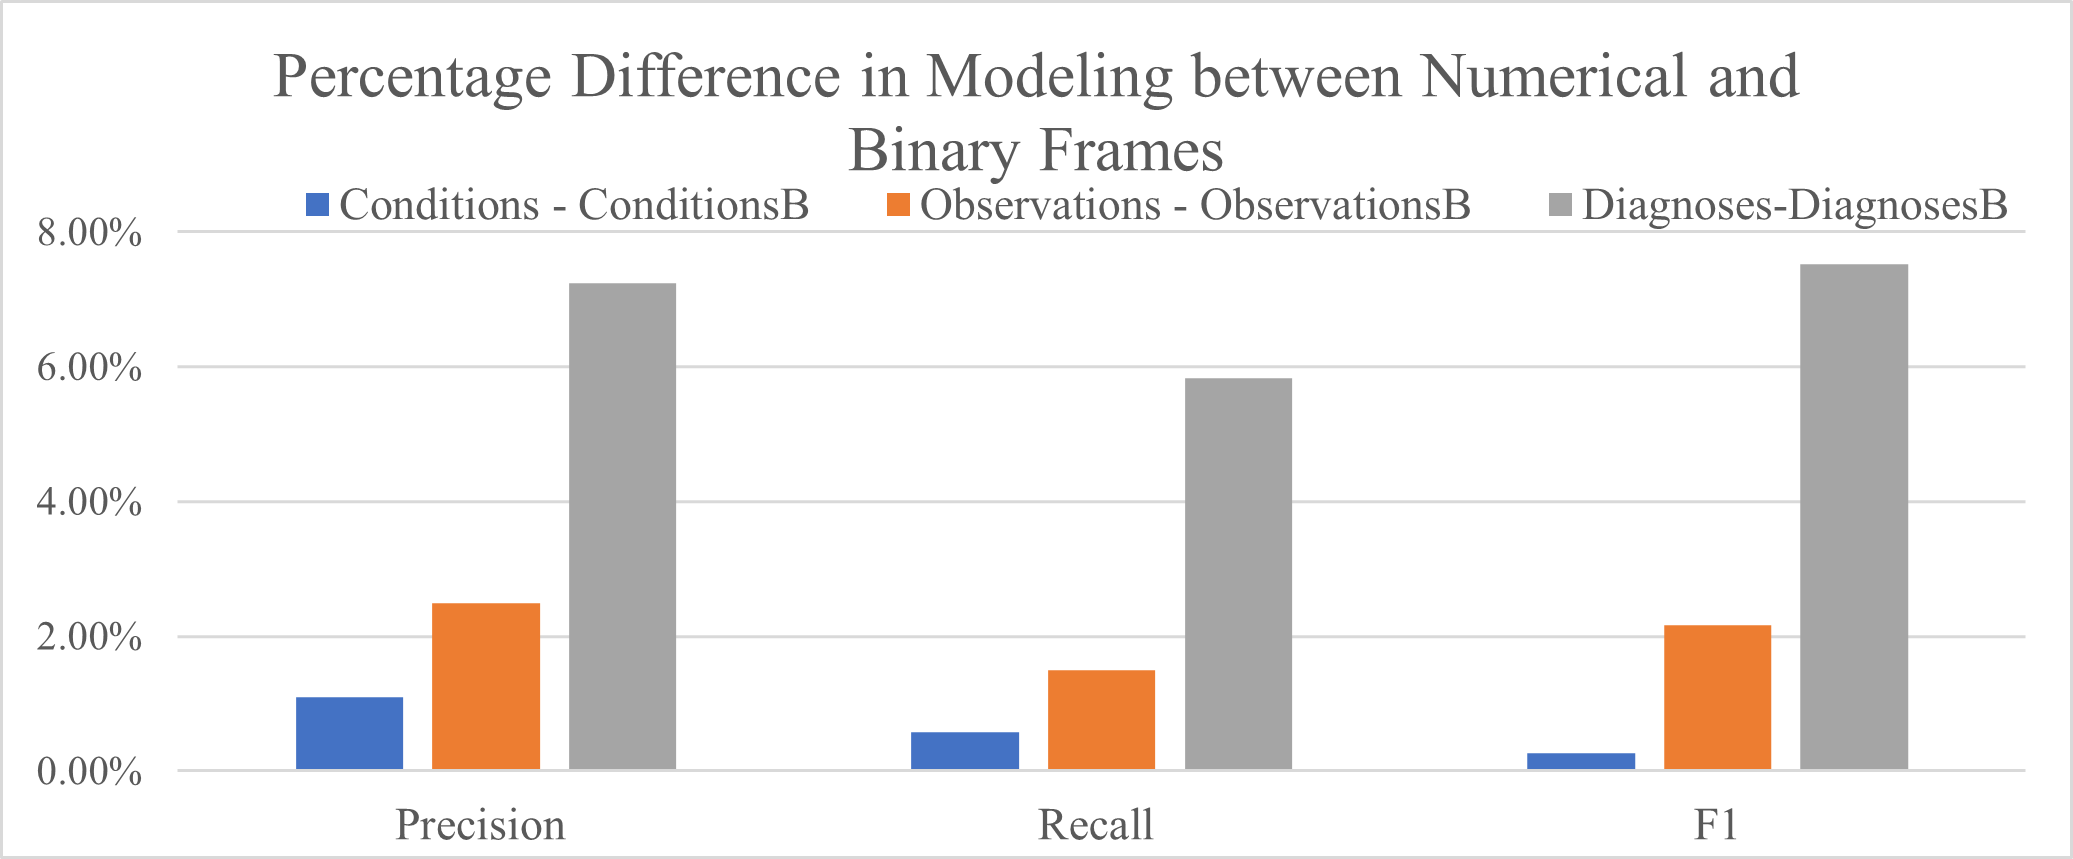 Percentage Difference in Modeling between Numerical and
Binary Frames
Conditions - ConditionsB
Observations - ObservationsB
Diagnoses-DiagnosesB
8.00%
6.00%
4.00%
2.00%
0.00%
Precision
Recall
F1